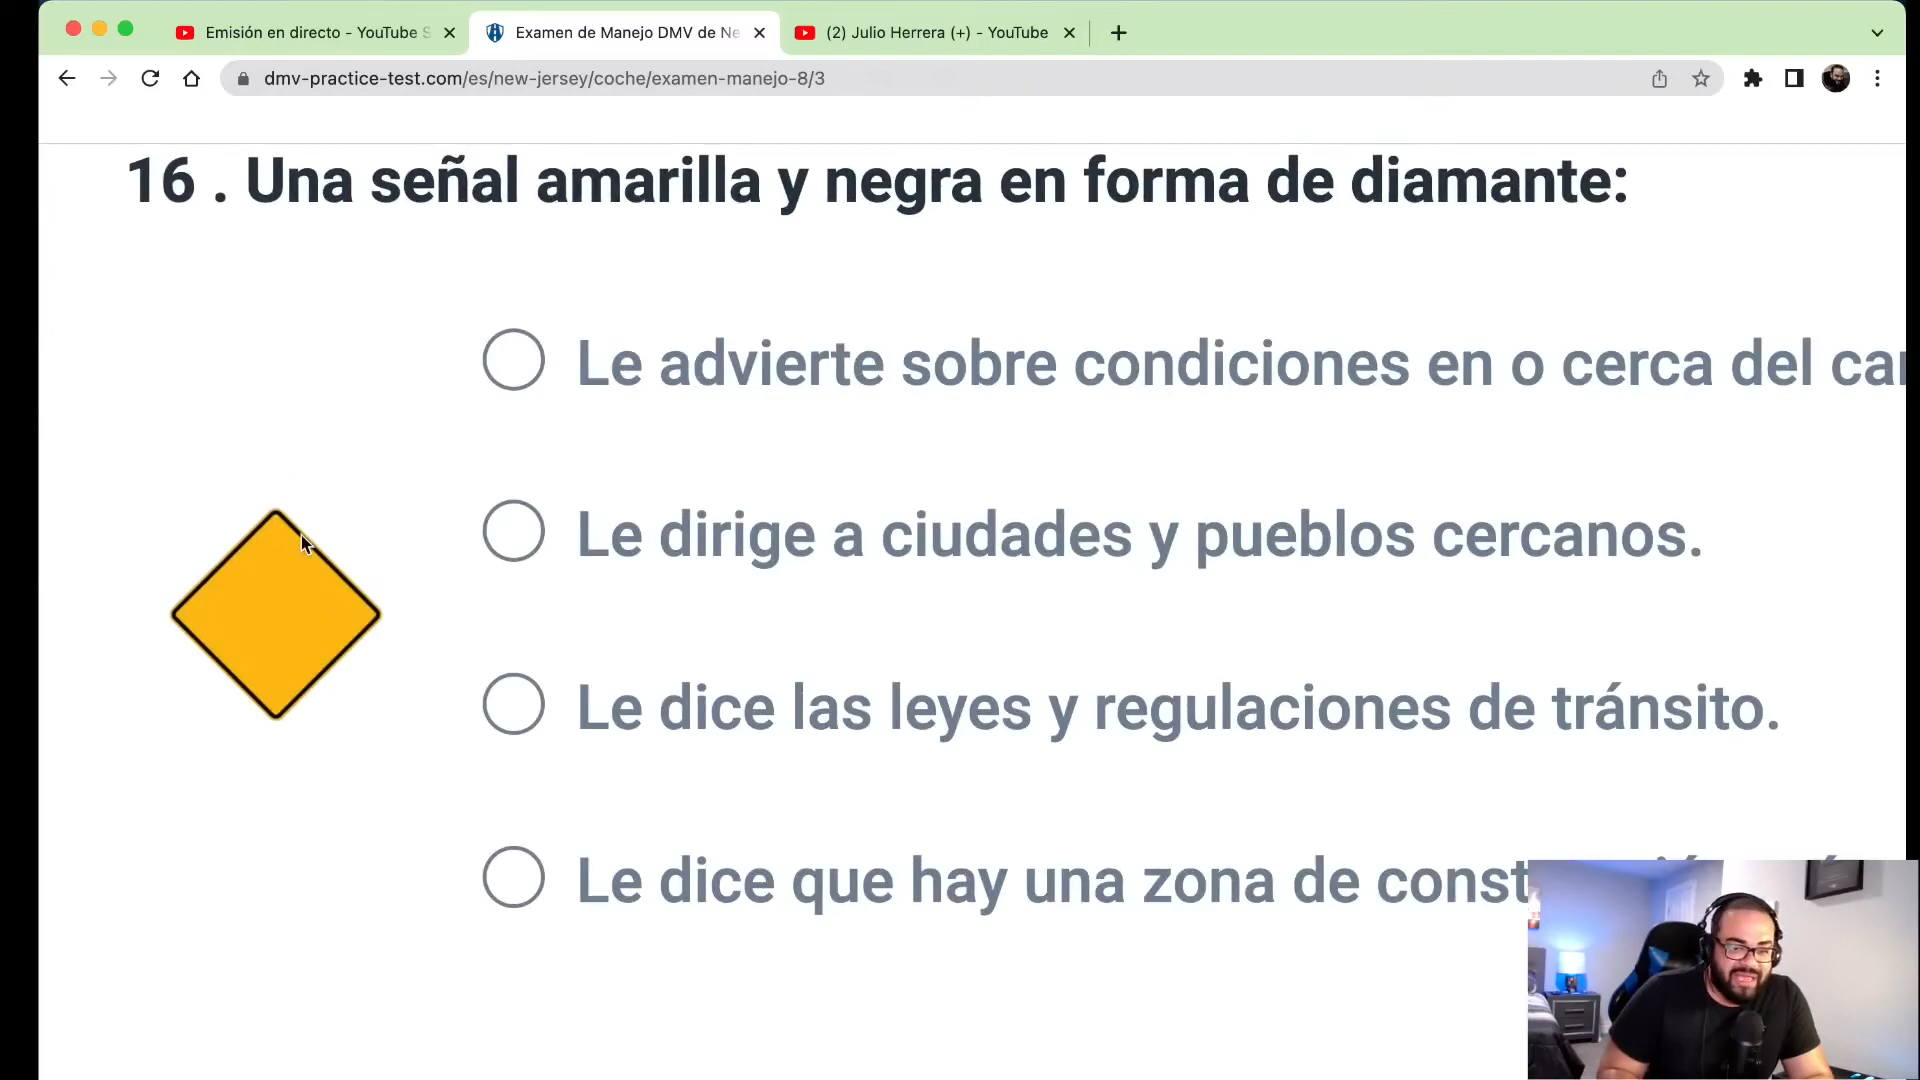 Emisión en directo - YouTube S
Examen de Manejo DMV de Ne
(2) Julio Herrera (+) - YouTube
dmv-practice-test.com/es/new-jersey/coche/examen-manejo-8/3
16 . Una señal amarilla y negra en forma de diamante:
Le advierte sobre condiciones en o cerca del
Le dirige a ciudades y pueblos cercanos.
Le dice las leyes y regulaciones de tránsito.
Le dice que hay una zona de